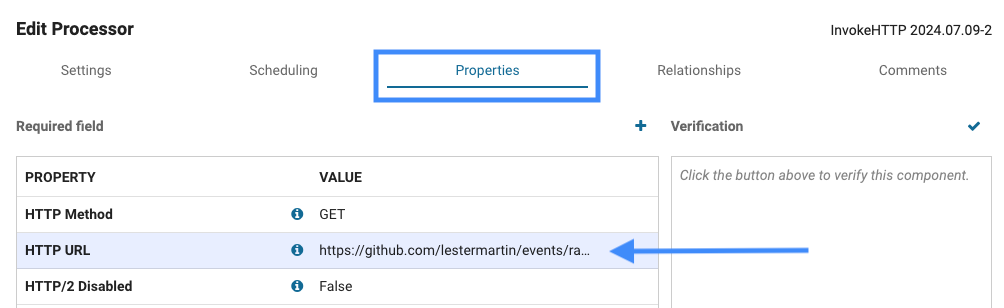 Edit Processor
InvokeHTTP 2024.07.09-2
Settings Scheduling Properties Relationships Comments
Required field
Verification
PROPERTY VALUE
Click the button above to verify this component.
HTTP Method GET
HTTP URL https://github.com/lestermartin/events/ra...
HTTP/2 Disabled False